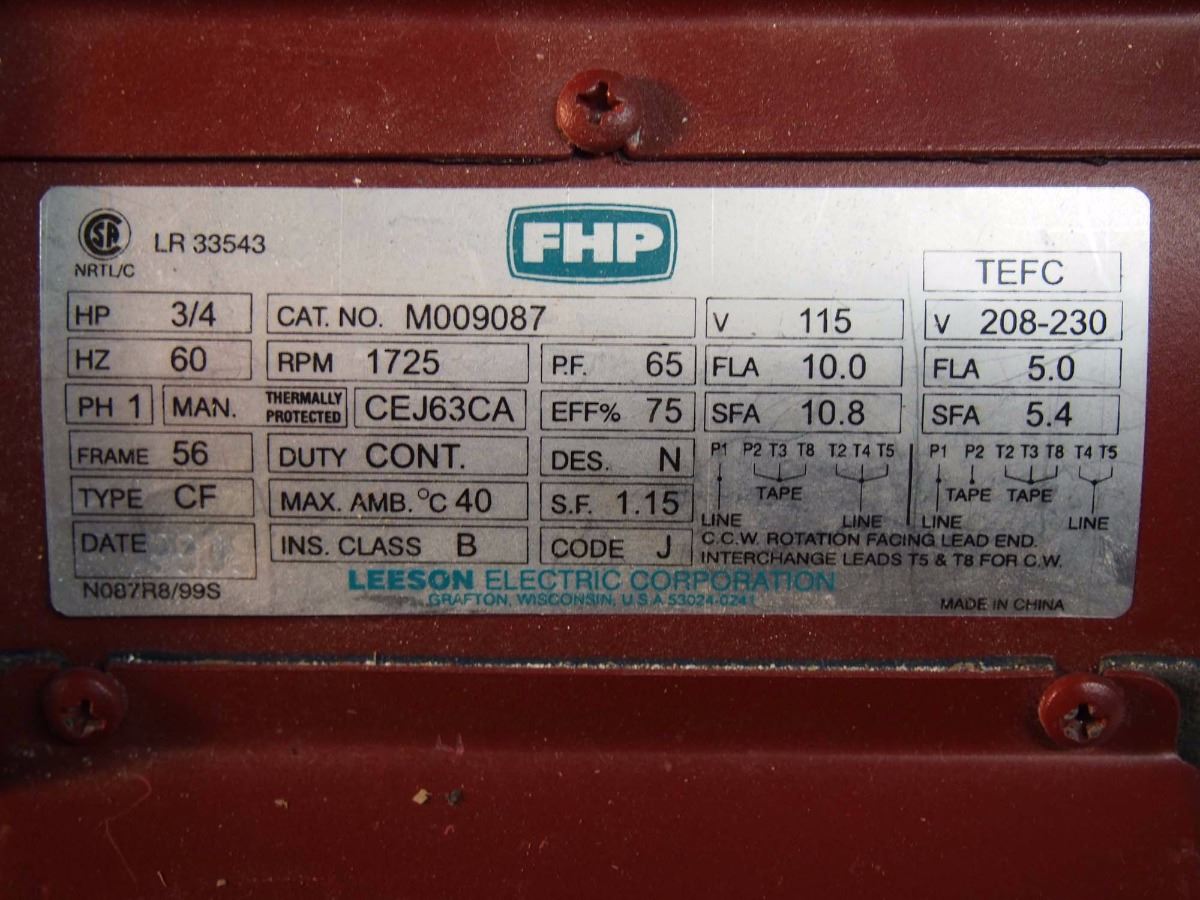 SA
NRTL/C
LR 33543
FHP
TEFC
HP 3/4
CAT. NO. M009087
V 115
V 208-230
HZ 60
RPM 1725
P.F. 65
FLA 10.0
FLA 5.0
PH 1
MAN.
THERMALLY
PROTECTED
CEJ63CA
EFF% 75
SFA 10.8
SFA 5.4
FRAME 56
DUTY CONT.
DES. N
P1 P2 T3 T8 T2 T4 T5
P1 P2 T2 T3 T8 T4 T5
TAPE
TAPE TAPE
TYPE CF
MAX. AMB. °C 40
S.F. 1.15
LINE LINE
LINE LINE
DATE
INS. CLASS B
CODE J
C.C.W. ROTATION FACING LEAD END.
INTERCHANGE LEADS T5 & T8 FOR C.W.
N087R8/99S
LEESON ELECTRIC CORPORATION
GRAFTON, WISCONSIN, U.S.A 53024-0241
MADE IN CHINA